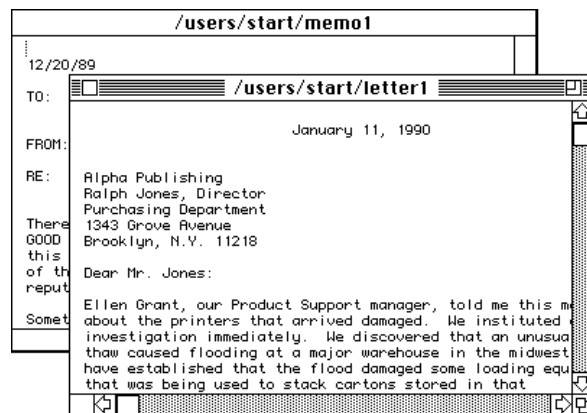 /users/start/memo1
12/20/89
TO:
FROM:
RE:
There
GOOD
this
of th
reput
Somet
/users/start/letter1
January 11, 1990
Alpha Publishing
Ralph Jones, Director
Purchasing Department
1343 Grove Avenue
Brooklyn, N.Y. 11218
Dear Mr. Jones:
Ellen Grant, our Product Support manager, told me this m
about the printers that arrived damaged.  We instituted
investigation immediately.  We discovered that an unusua
thaw caused flooding at a major warehouse in the midwest
have established that the flood damaged some loading equ
that was being used to stack cartons stored in that